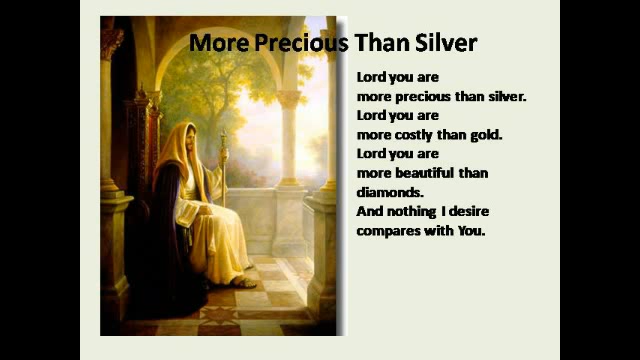 More Precious Than Silver
Lord you are
more precious than silver.
Lord you are
more costly than gold.
Lord you are
more beautiful than
diamonds.
And nothing I desire
compares with You.